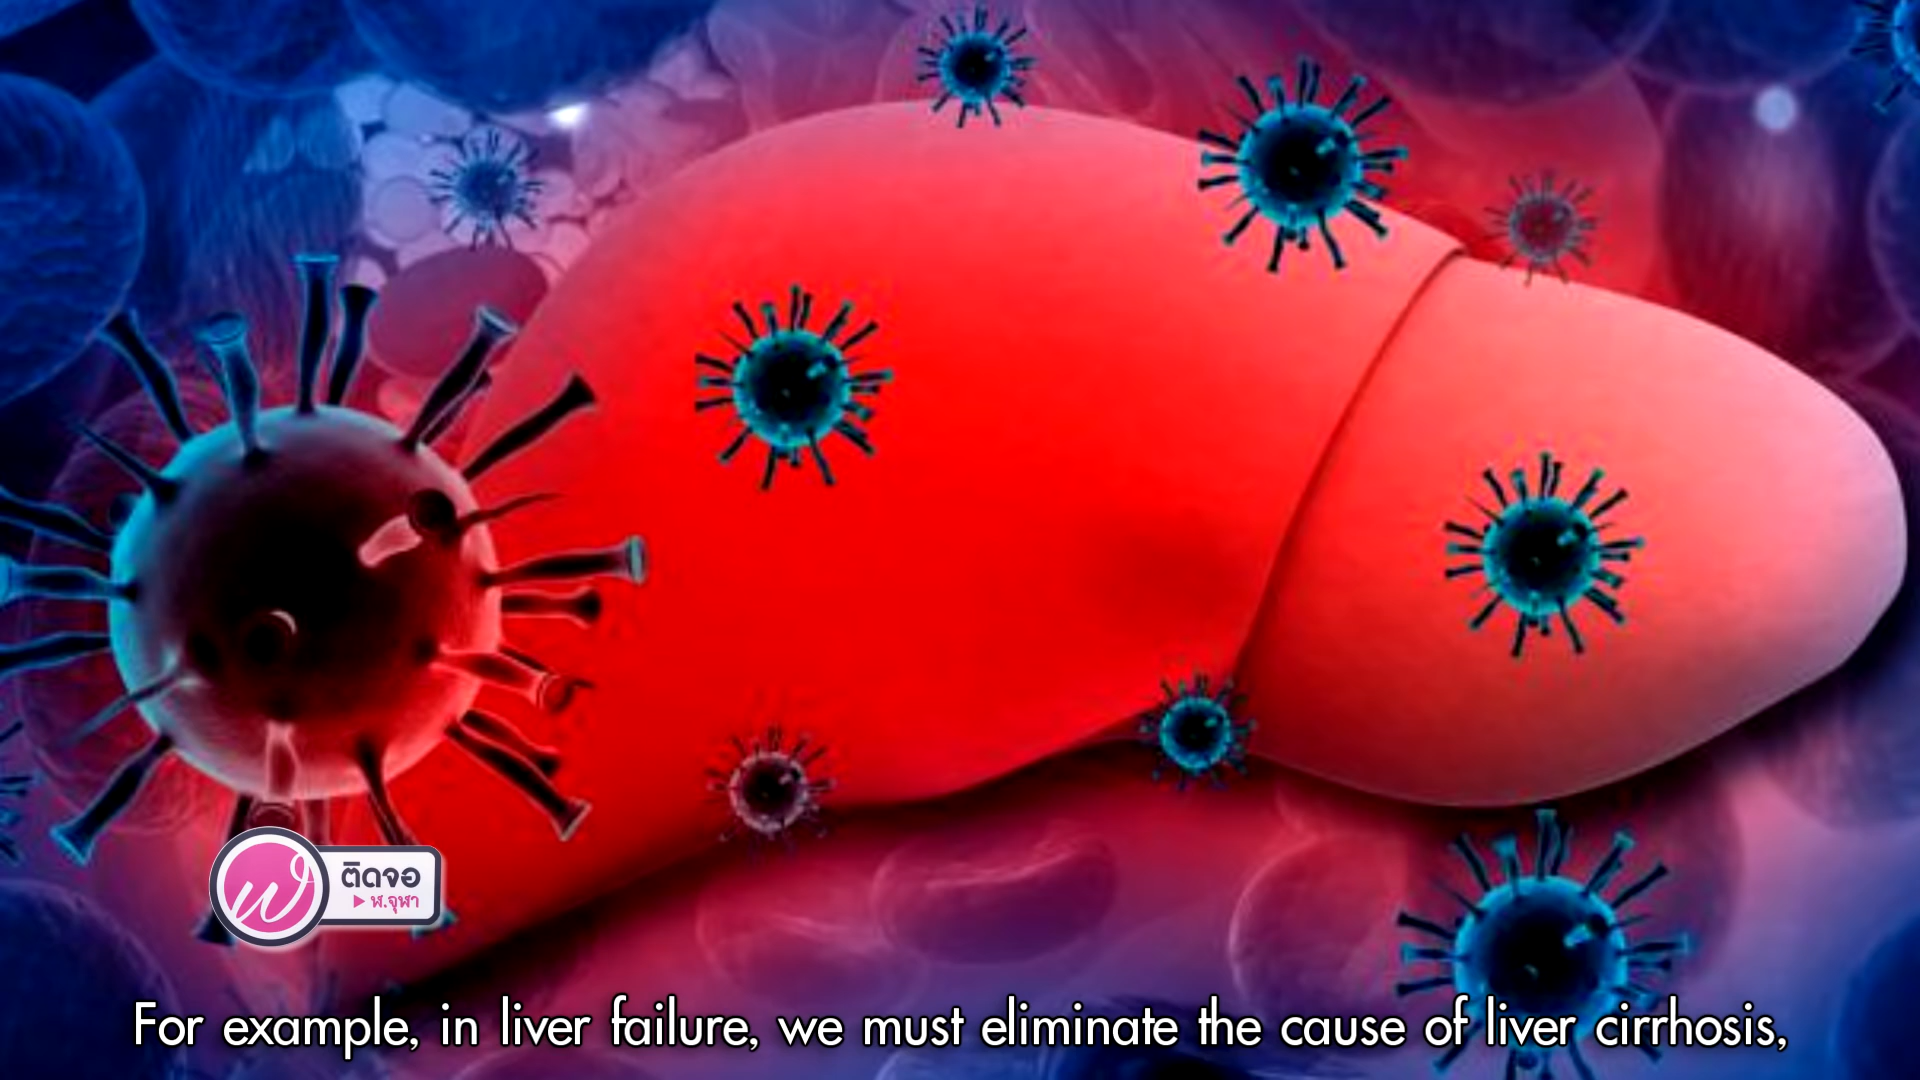 ติดจอ
ฬ.จุฬา
For example, in liver failure, we must eliminate the cause of liver cirrhosis,